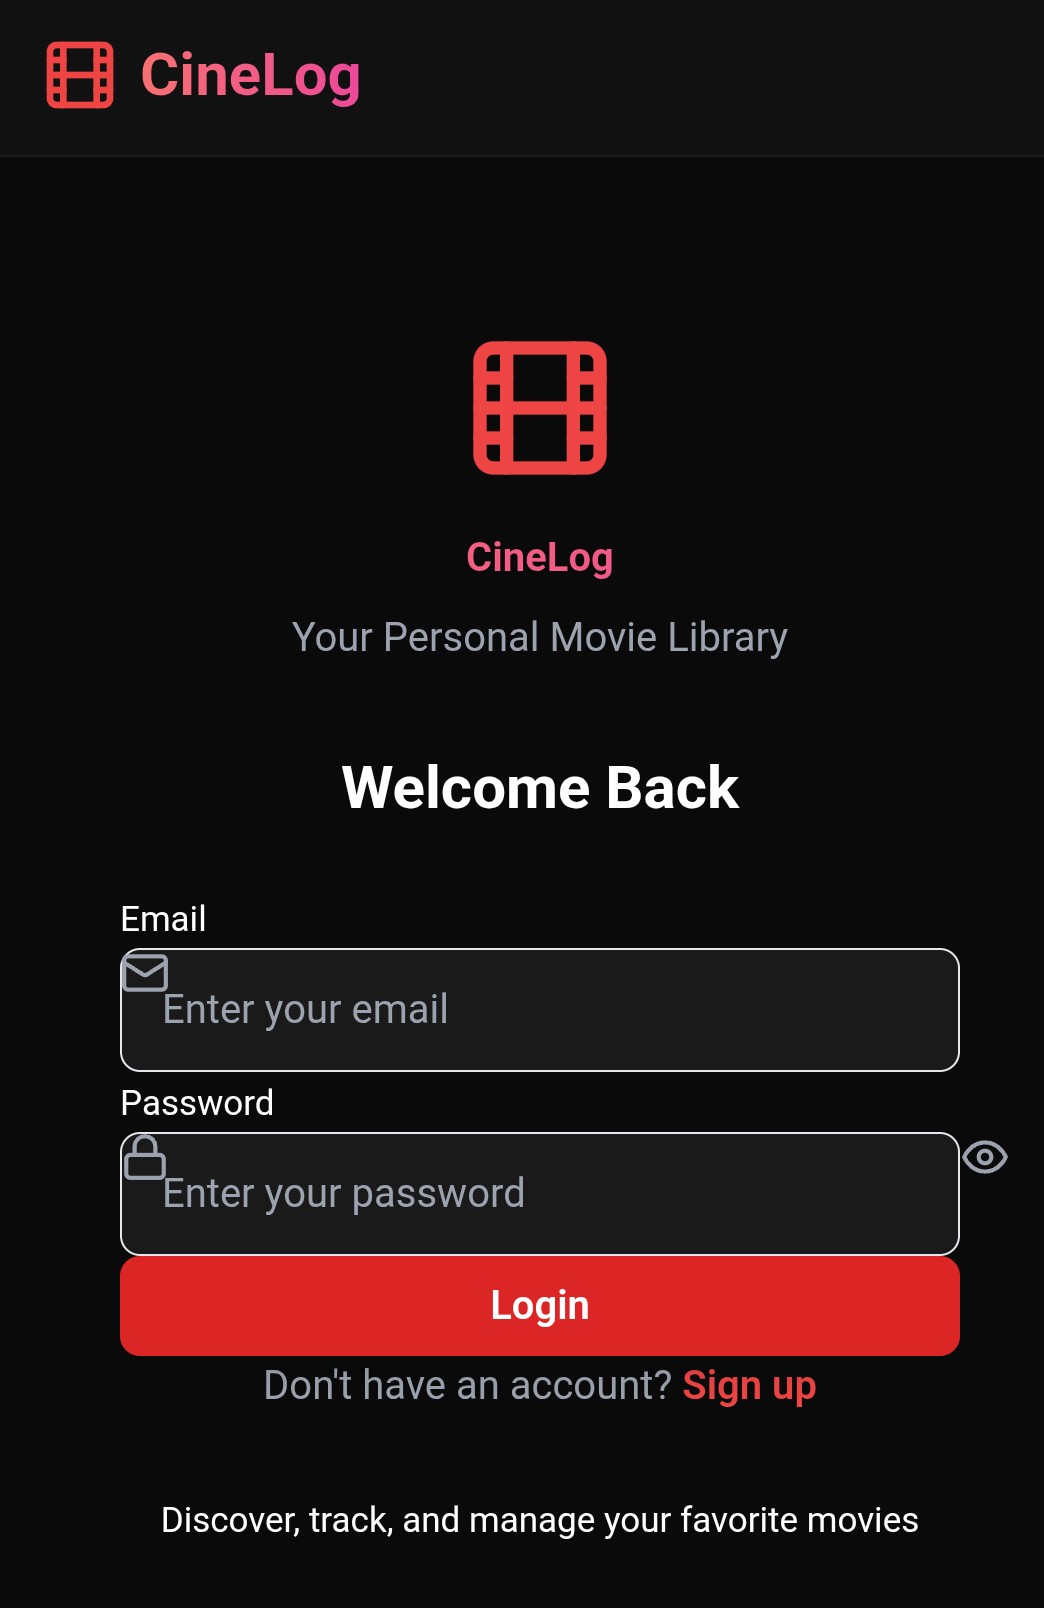 CineLog
CineLog
Your Personal Movie Library
Welcome Back
Email
Enter your email
Password
Enter your password
Login
Don't have an account? Sign up
Discover, track, and manage your favorite movies